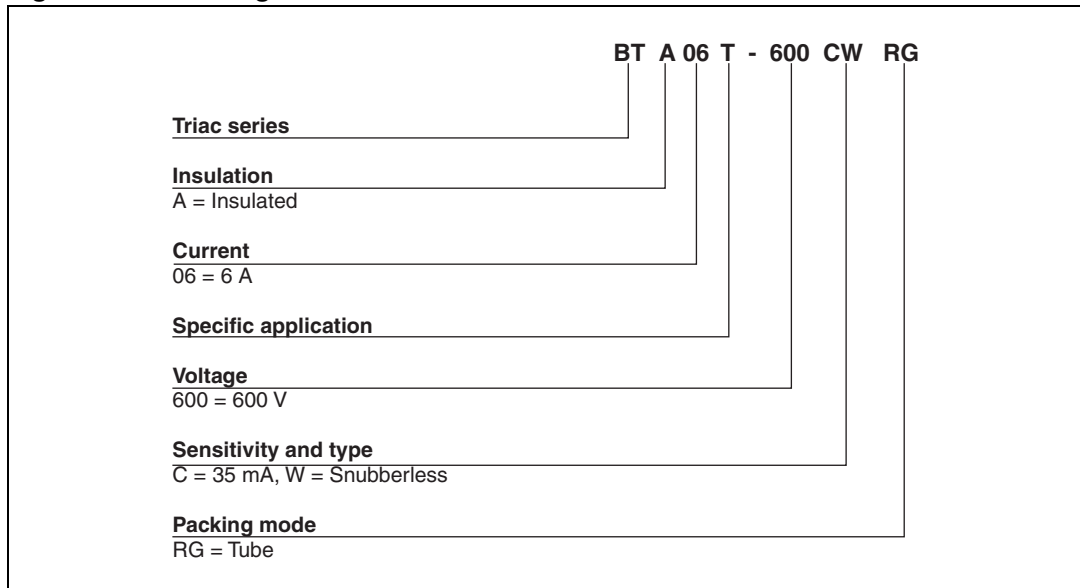 BT A 06 T - 600 CW RG
Triac series
Insulation
A = Insulated
Current
06 = 6 A
Specific application
Voltage
600 = 600 V
Sensitivity and type
C = 35 mA, W = Snubberless
Packing mode
RG = Tube